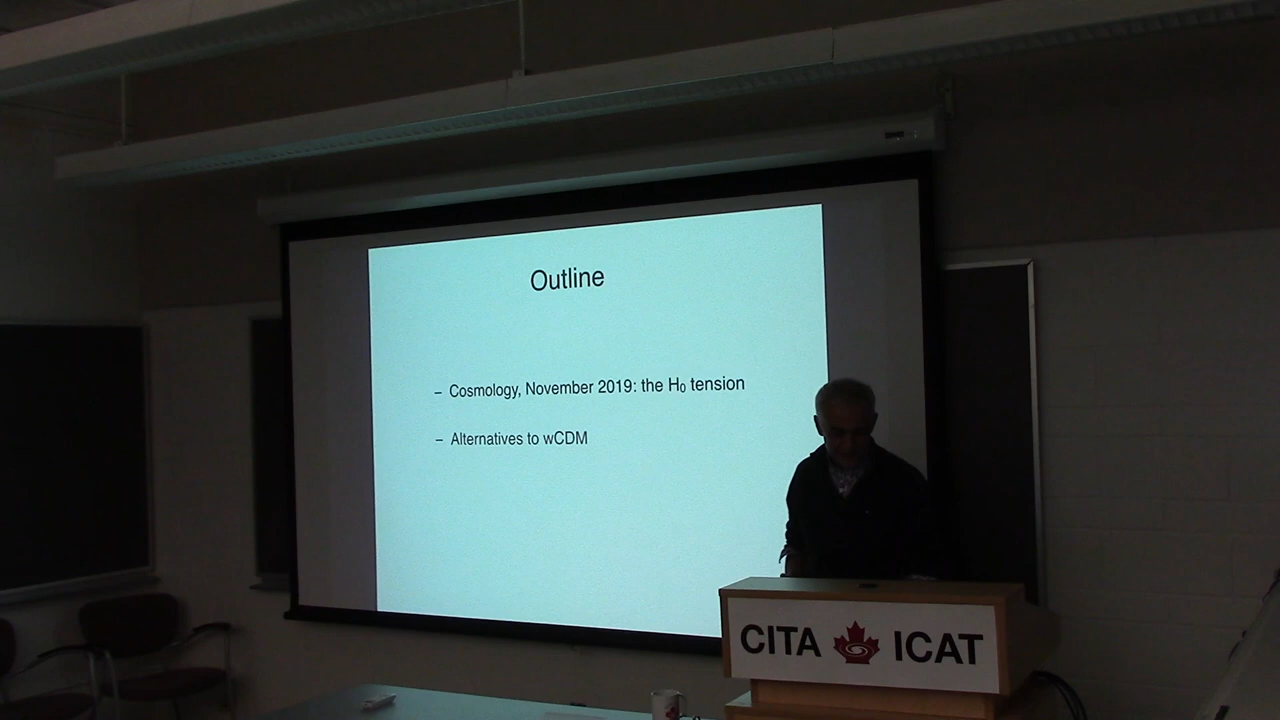 Outline
– Cosmology, November 2019: the H₀ tension
– Alternatives to wCDM
CITA ICAT